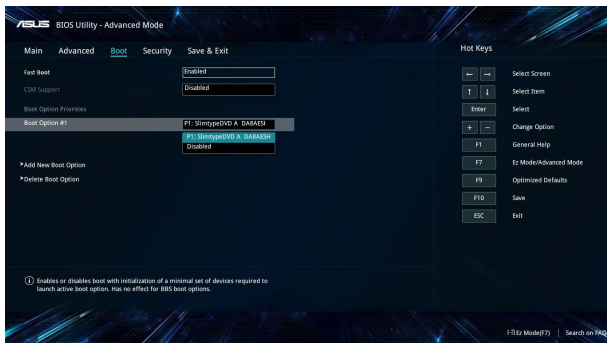 ASUS BIOS Utility - Advanced Mode
Main Advanced Boot Security Save & Exit
Hot Keys
Fast Boot Enabled
CSM Support Disabled
Boot Option Priorities
Boot Option #1 P1: SlimtypeDVD A DA8AESI
P1: SlimtypeDVD A DA8AESH
Disabled
>Add New Boot Option
>Delete Boot Option
← → Select Screen
↑ ↓ Select Item
Enter Select
+ − Change Option
F1 General Help
F7 Ez Mode/Advanced Mode
F9 Optimized Defaults
F10 Save
ESC Exit
Enables or disables boot with initialization of a minimal set of devices required to
launch active boot option. Has no effect for BBS boot options.
Ez Mode(F7) | Search on FAQ